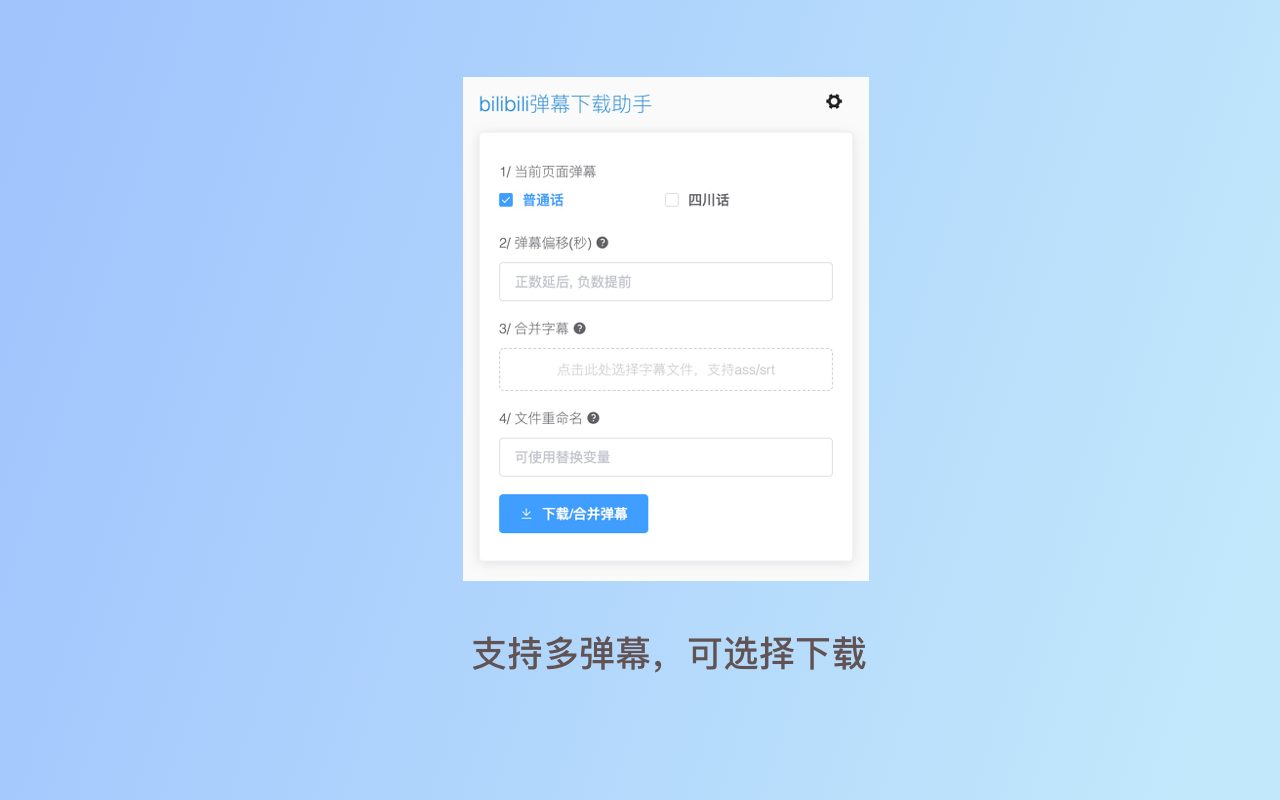 bilibili弹幕下载助手
1/ 当前页面弹幕
普通话 四川话
2/ 弹幕偏移(秒) ?
正数延后, 负数提前
3/ 合并字幕 ?
点击此处选择字幕文件，支持ass/srt
4/ 文件重命名 ?
可使用替换变量
下载/合并弹幕
支持多弹幕，可选择下载